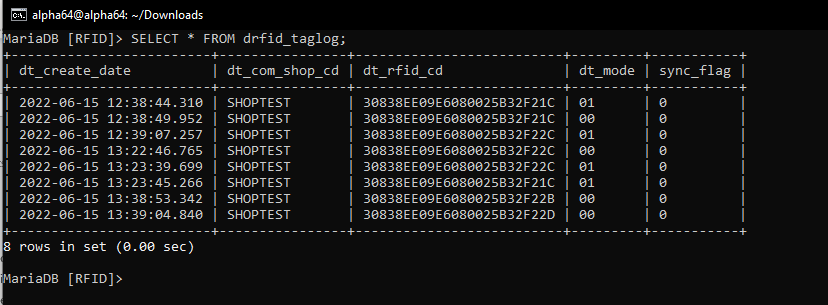 alpha64@alpha64: ~/Downloads
MariaDB [RFID]> SELECT * FROM drfid_taglog;
+-------------------------+----------------+--------------------------+---------+-----------+
| dt_create_date          | dt_com_shop_cd | dt_rfid_cd               | dt_mode | sync_flag |
+-------------------------+----------------+--------------------------+---------+-----------+
| 2022-06-15 12:38:44.310 | SHOPTEST       | 30838EE09E6080025B32F21C | 01      | 0         |
| 2022-06-15 12:38:49.952 | SHOPTEST       | 30838EE09E6080025B32F21C | 00      | 0         |
| 2022-06-15 12:39:07.257 | SHOPTEST       | 30838EE09E6080025B32F22C | 01      | 0         |
| 2022-06-15 13:22:46.765 | SHOPTEST       | 30838EE09E6080025B32F22C | 00      | 0         |
| 2022-06-15 13:23:39.699 | SHOPTEST       | 30838EE09E6080025B32F22C | 01      | 0         |
| 2022-06-15 13:23:45.266 | SHOPTEST       | 30838EE09E6080025B32F21C | 01      | 0         |
| 2022-06-15 13:38:53.342 | SHOPTEST       | 30838EE09E6080025B32F22B | 00      | 0         |
| 2022-06-15 13:39:04.840 | SHOPTEST       | 30838EE09E6080025B32F22D | 00      | 0         |
+-------------------------+----------------+--------------------------+---------+-----------+
8 rows in set (0.00 sec)
MariaDB [RFID]>